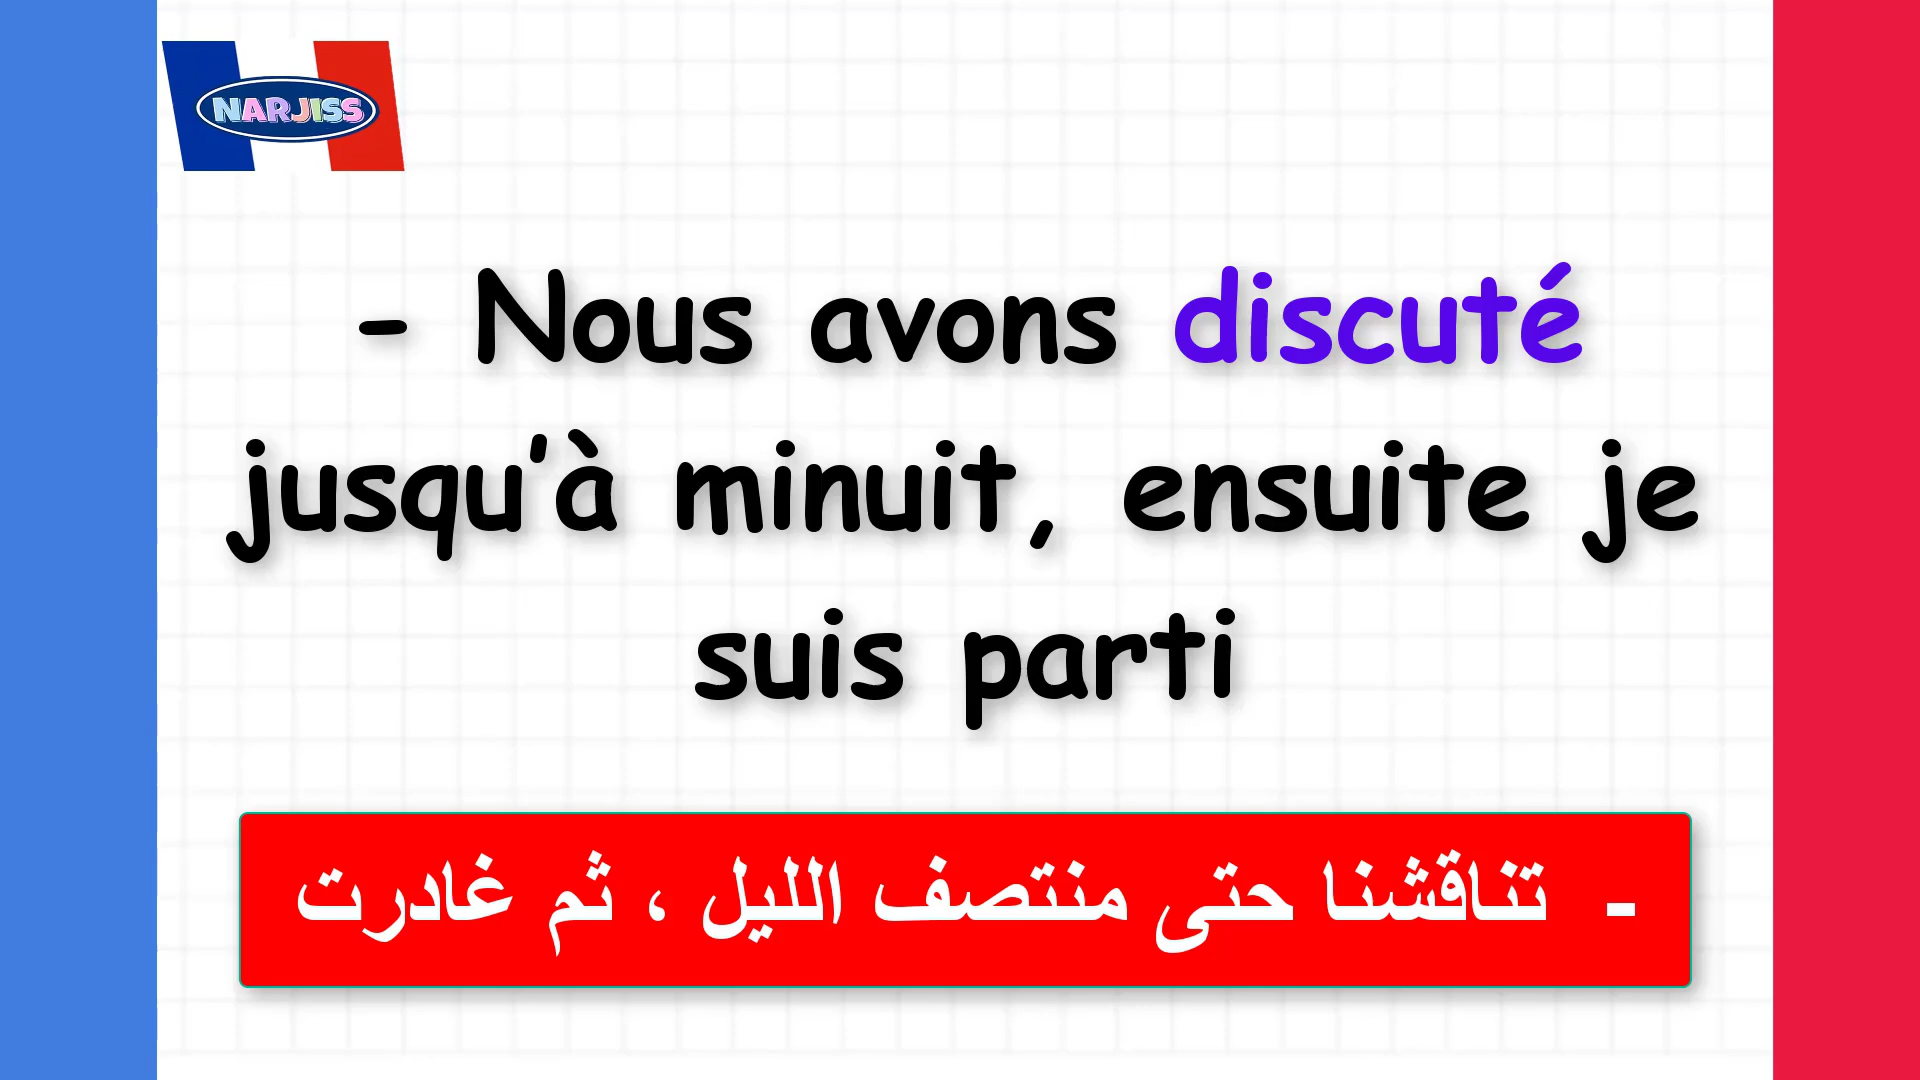 NARJISS
- Nous avons discuté
jusqu'à minuit, ensuite je
suis parti
- تناقشنا حتى منتصف الليل ، ثم غادرت